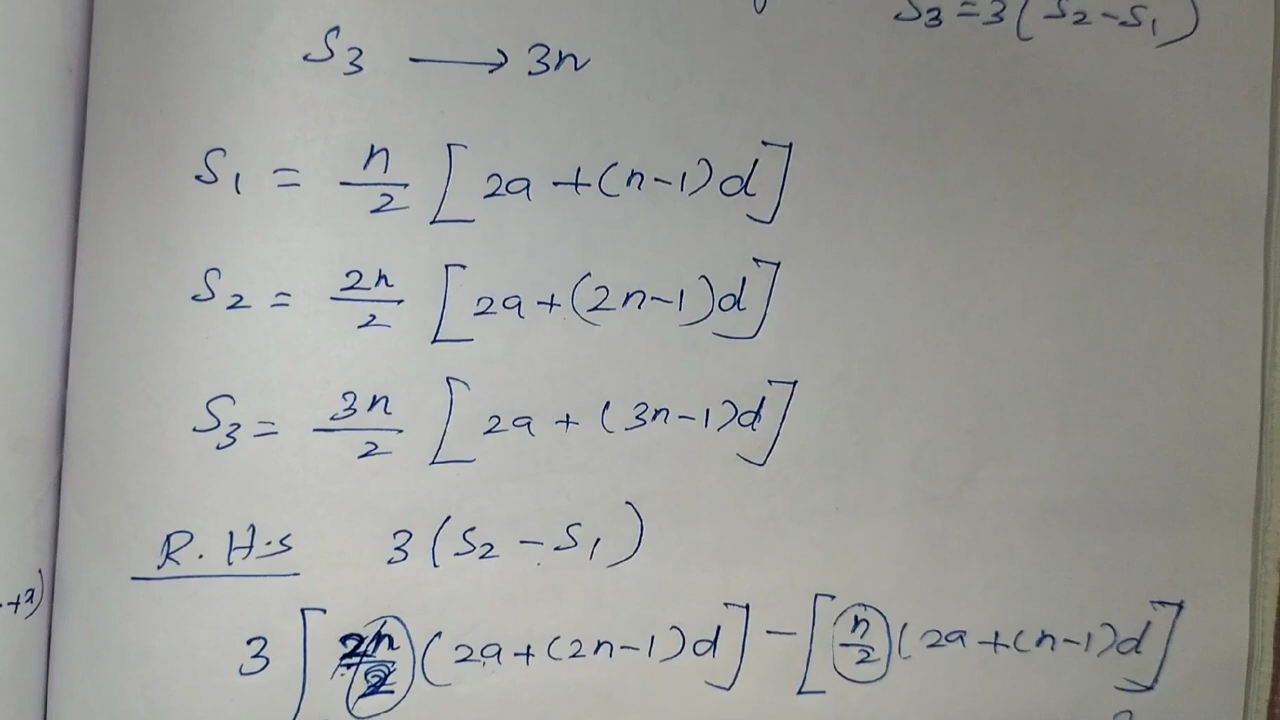 S3 = 3(S2-S1)
S3 → 3n
S1 = n/2 [2a+(n-1)d]
S2 = 2n/2 [2a+(2n-1)d]
S3 = 3n/2 [2a+(3n-1)d]
R.H.S 3(S2-S1)
3[2n/2(2a+(2n-1)d]-[n/2(2a+(n-1)d]